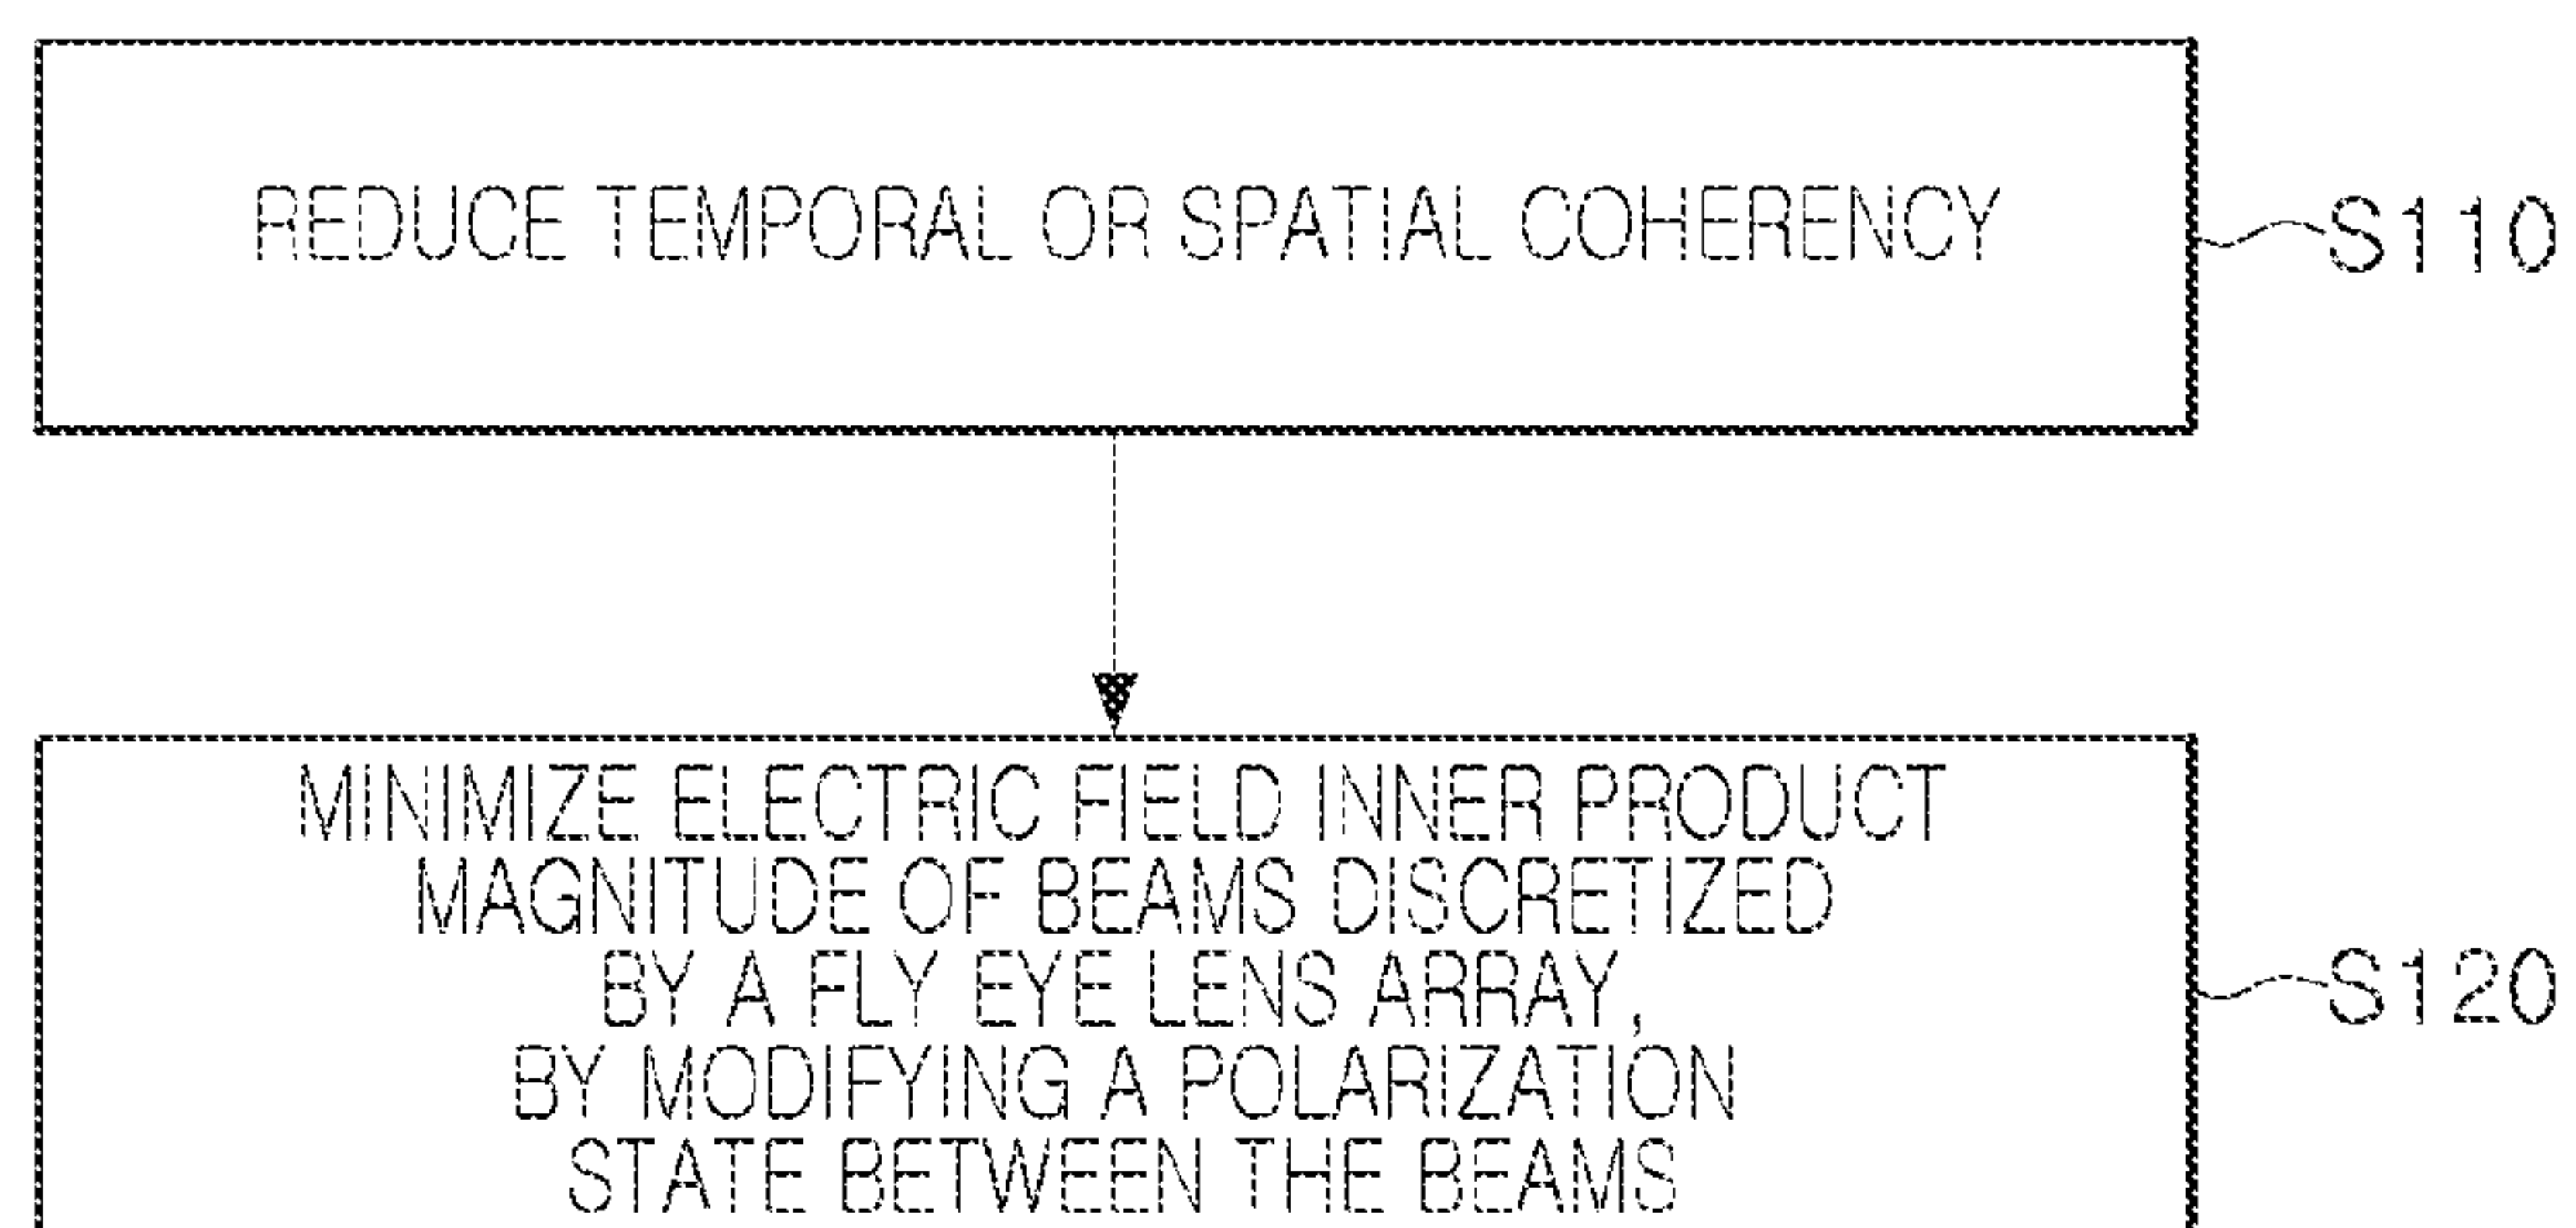 REDUCE TEMPORAL OR SPATIAL COHERENCY
S110
MINIMIZE ELECTRIC FIELD INNER PRODUCT
MAGNITUDE OF BEAMS DISCRETIZED
BY A FLY EYE LENS ARRAY,
BY MODIFYING A POLARIZATION
STATE BETWEEN THE BEAMS
S120